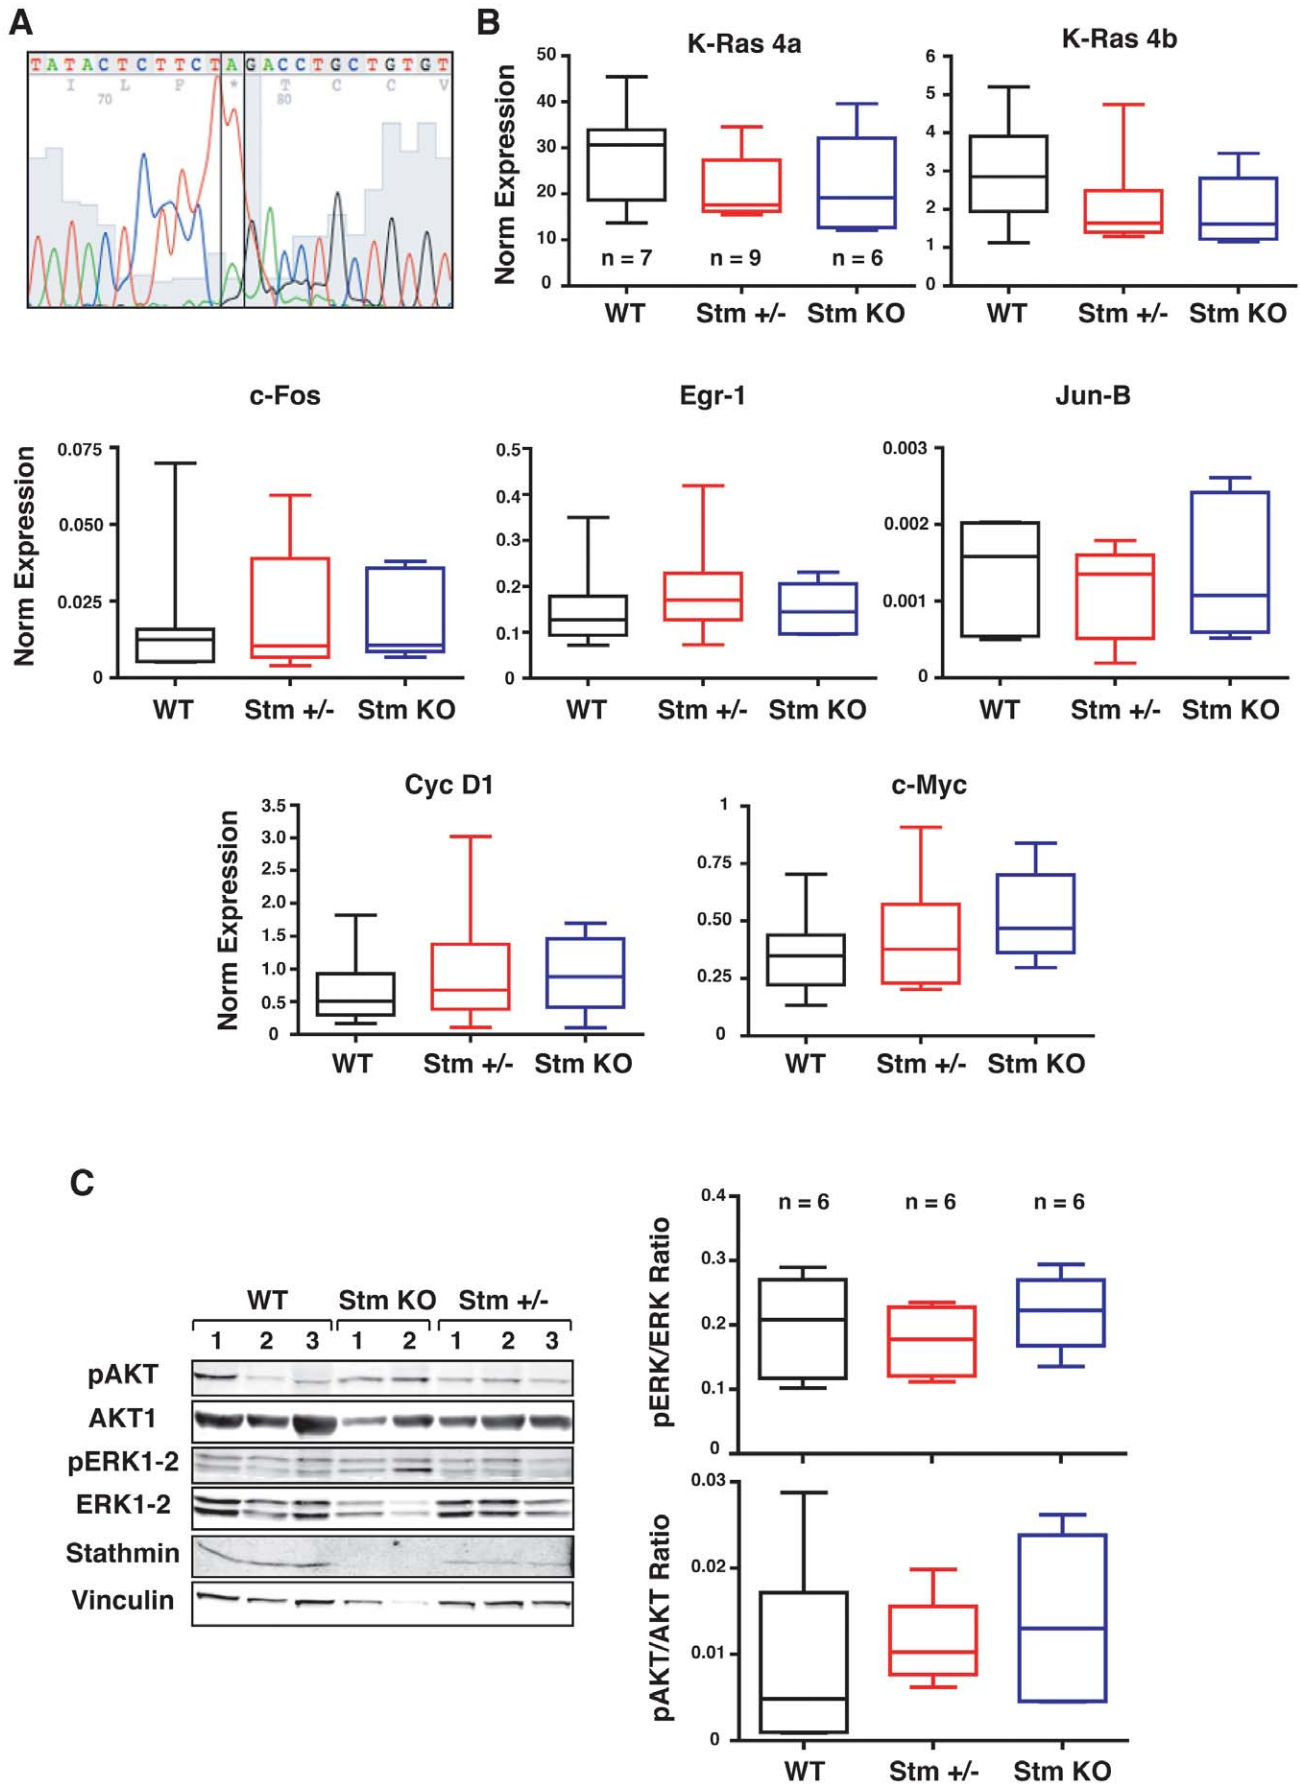 A
TATACTCTTCTAGACCTGCTGTGT
I L P * T C C V
70 80
B
K-Ras 4a
Norm Expression
50
40
30
20
10
0
n = 7 n = 9 n = 6
WT Stm +/- Stm KO
K-Ras 4b
6
5
4
3
2
1
0
WT Stm +/- Stm KO
c-Fos
Norm Expression
0.075
0.050
0.025
0
WT Stm +/- Stm KO
Egr-1
0.5
0.4
0.3
0.2
0.1
0
WT Stm +/- Stm KO
Jun-B
0.003
0.002
0.001
0
WT Stm +/- Stm KO
Cyc D1
Norm Expression
3.5
3.0
2.5
2.0
1.5
1.0
0.5
0
WT Stm +/- Stm KO
c-Myc
1
0.75
0.50
0.25
0
WT Stm +/- Stm KO
C
WT Stm KO Stm +/-
1 2 3 1 2 1 2 3
pAKT
AKT1
pERK1-2
ERK1-2
Stathmin
Vinculin
pERK/ERK Ratio
0.4
0.3
0.2
0.1
0
n = 6 n = 6 n = 6
pAKT/AKT Ratio
0.03
0.02
0.01
0
WT Stm +/- Stm KO